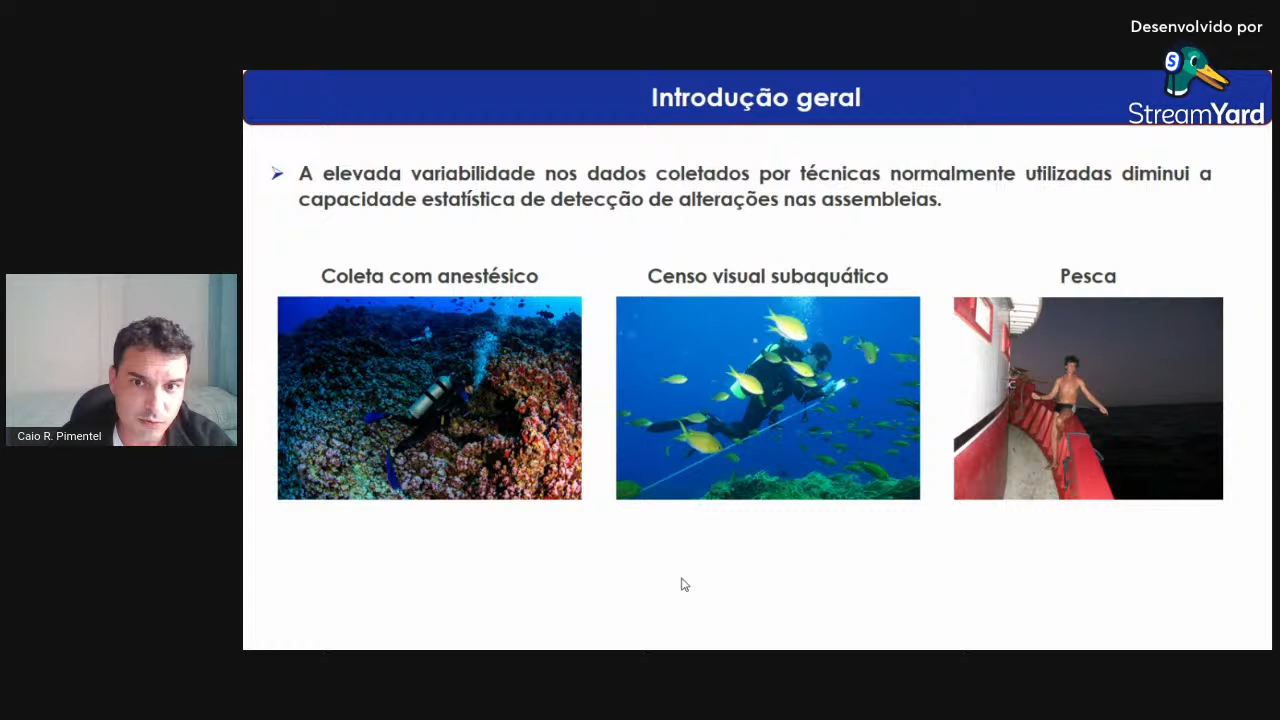 Desenvolvido por
S
StreamYard
Introdução geral
A elevada variabilidade nos dados coletados por técnicas normalmente utilizadas diminui a
capacidade estatística de detecção de alterações nas assembleias.
Coleta com anestésico
Censo visual subaquático
Pesca
Caio R. Pimentel